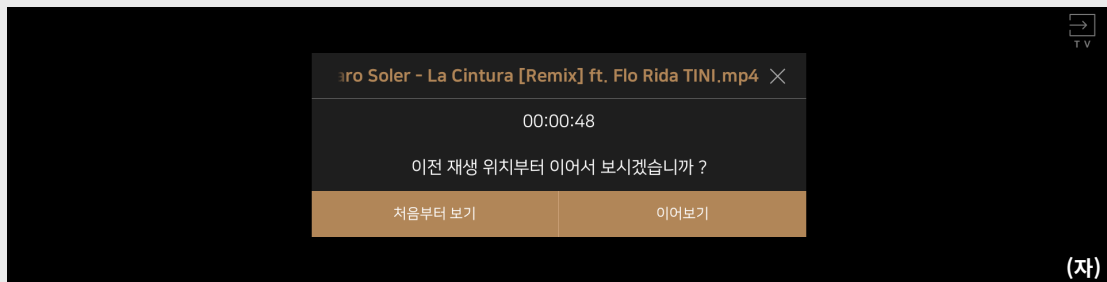 TV
aro Soler - La Cintura [Remix] ft. Flo Rida TINI.mp4
00:00:48
이전 재생 위치부터 이어서 보시겠습니까 ?
처음부터 보기
이어보기
(자)